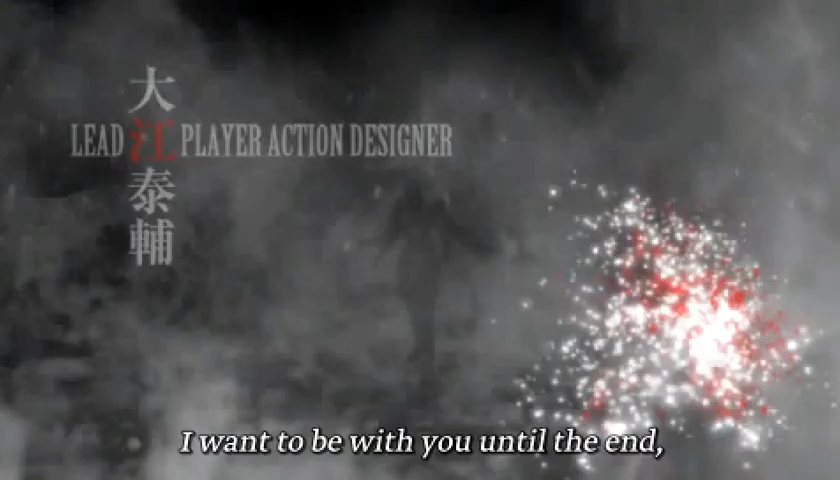 大江泰輔
LEAD PLAYER ACTION DESIGNER
I want to be with you until the end,